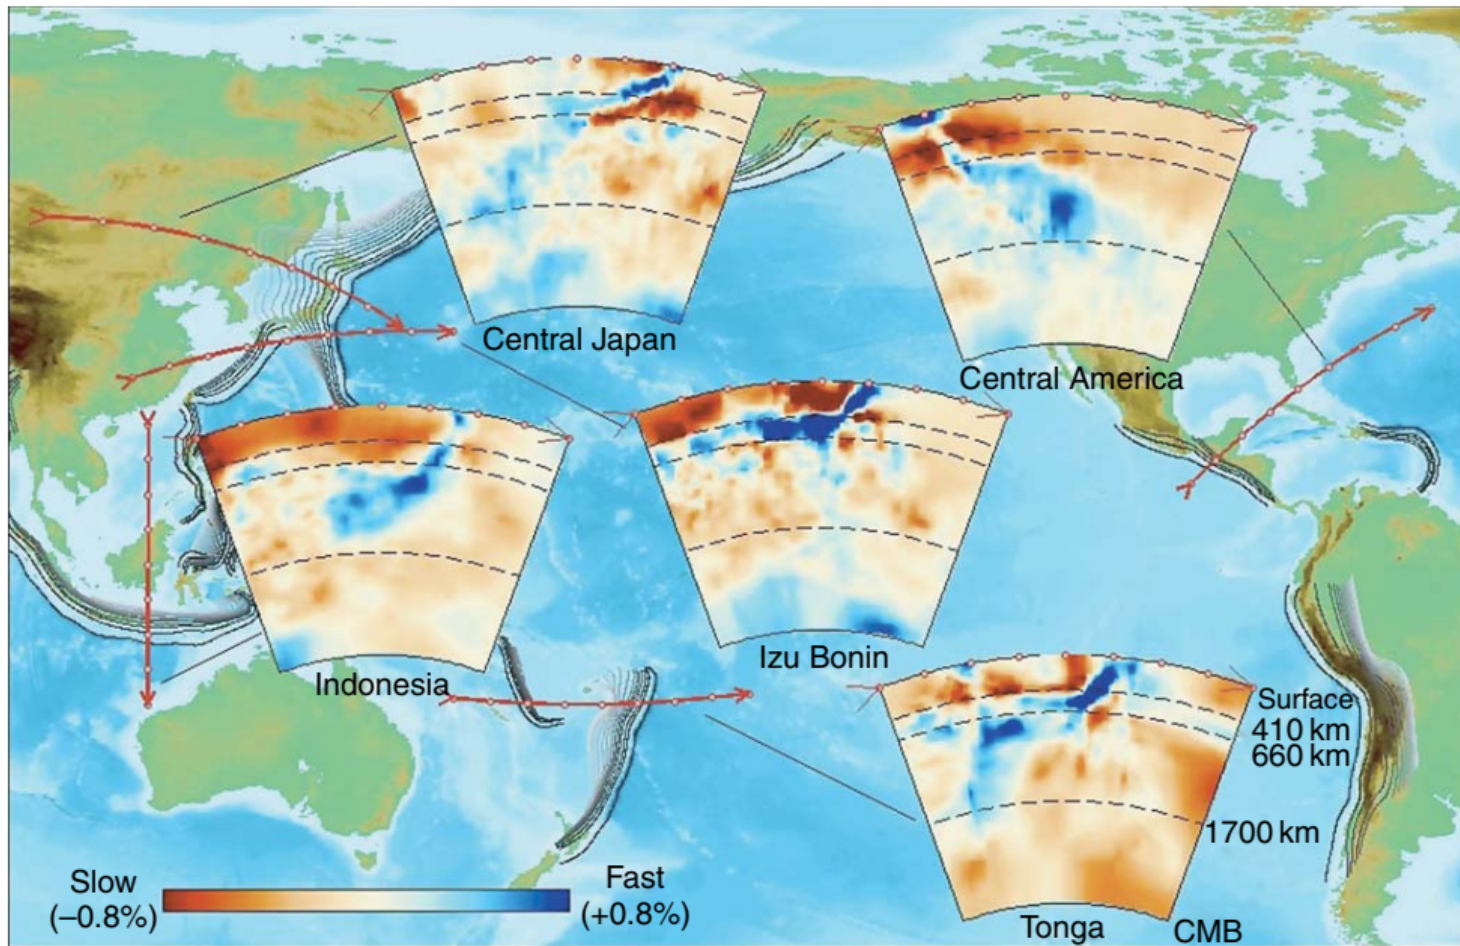 Central Japan
Central America
Izu Bonin
Indonesia
Surface
410 km
660 km
1700 km
Slow
(–0.8%)
Fast
(+0.8%)
Tonga
CMB